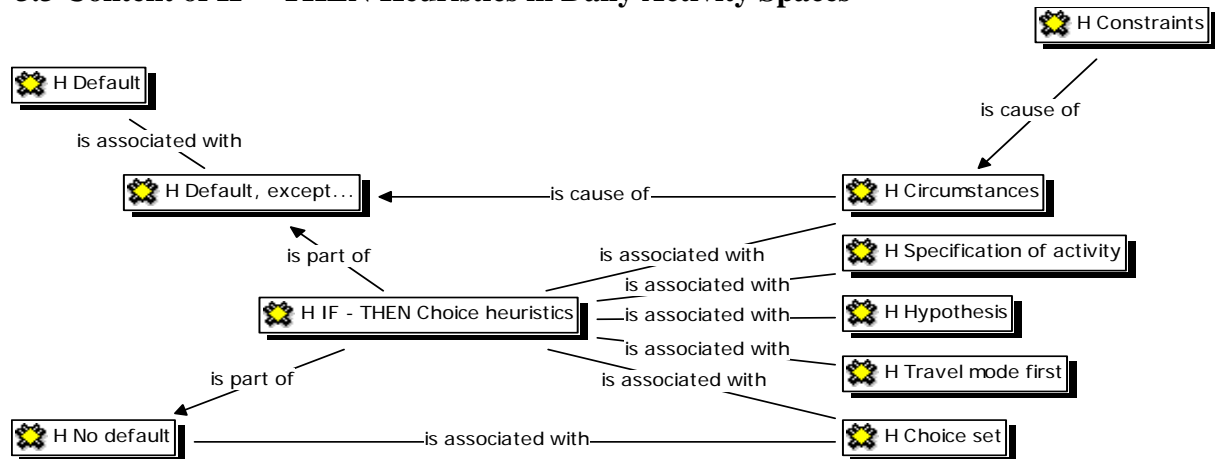 H Constraints
H Default
is cause of
is associated with
H Default, except...
is cause of
H Circumstances
is part of
is associated with
H Specification of activity
is associated with
H IF - THEN Choice heuristics
is associated with
H Hypothesis
is associated with
H Travel mode first
is part of
is associated with
H No default
is associated with
H Choice set